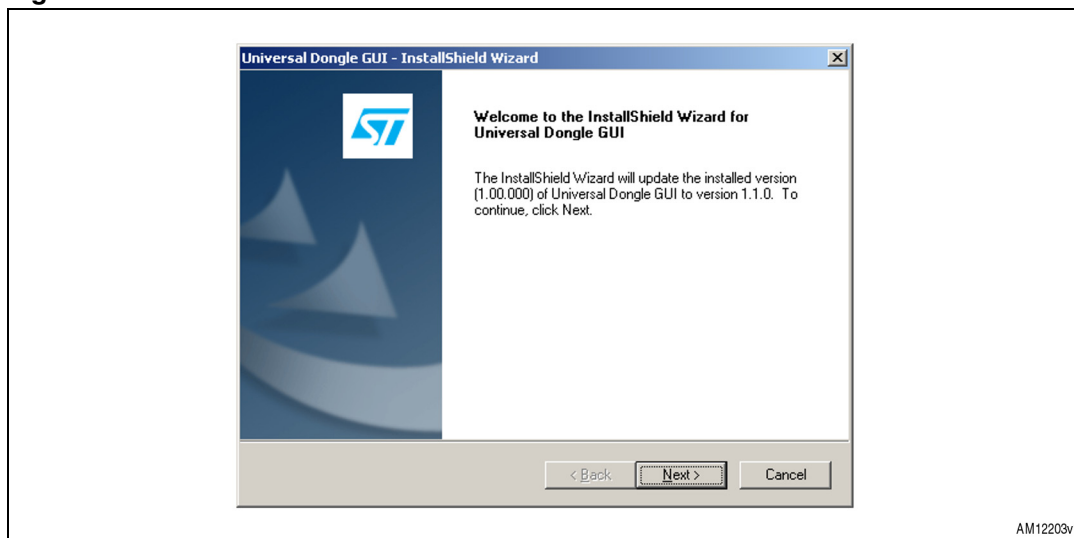 Universal Dongle GUI - InstallShield Wizard
ST
Welcome to the InstallShield Wizard for
Universal Dongle GUI
The InstallShield Wizard will update the installed version
(1.00.000) of Universal Dongle GUI to version 1.1.0. To
continue, click Next.
< Back Next > Cancel
AM12203v